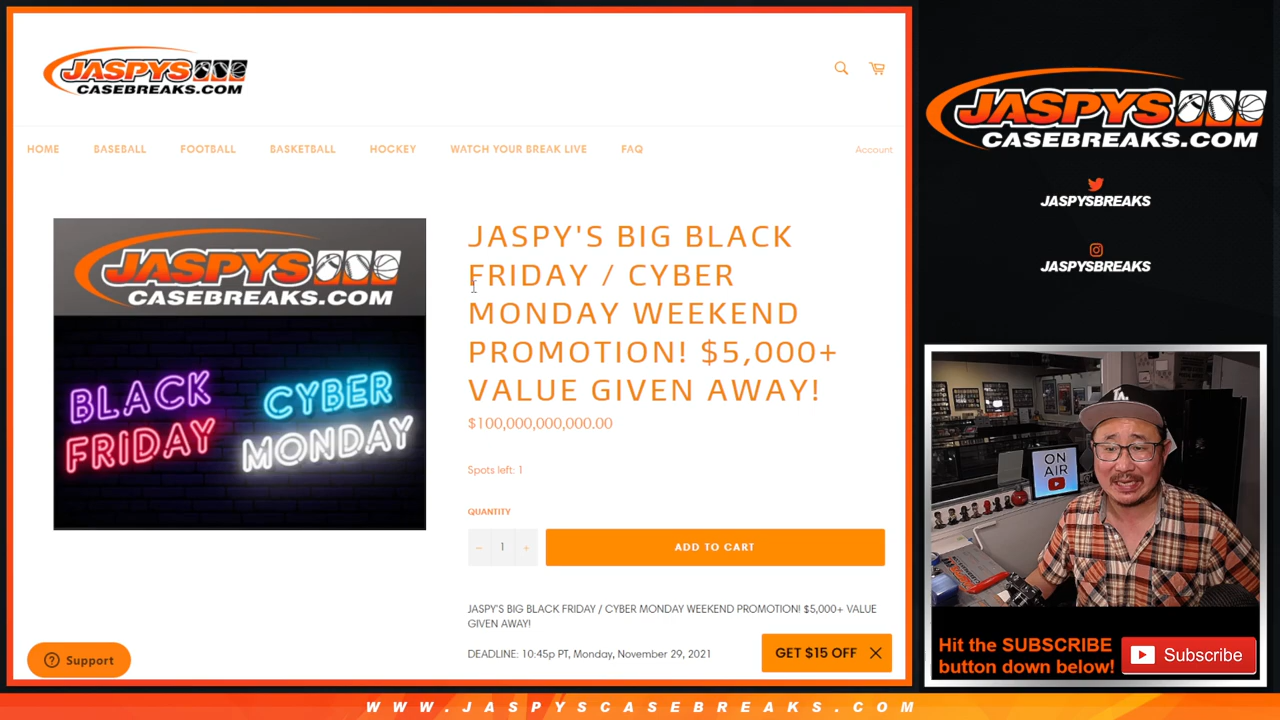 JASPYS
CASEBREAKS.COM
HOME BASEBALL FOOTBALL BASKETBALL HOCKEY WATCH YOUR BREAK LIVE FAQ Account
JASPYS
CASEBREAKS.COM
BLACK FRIDAY
CYBER MONDAY
JASPY'S BIG BLACK
FRIDAY / CYBER
MONDAY WEEKEND
PROMOTION! $5,000+
VALUE GIVEN AWAY!
$100,000,000,000.00
Spots left: 1
QUANTITY
− 1 +
ADD TO CART
JASPY'S BIG BLACK FRIDAY / CYBER MONDAY WEEKEND PROMOTION! $5,000+ VALUE
GIVEN AWAY!
DEADLINE: 10:45p PT, Monday, November 29, 2021
Support
GET $15 OFF
JASPYS
CASEBREAKS.COM
JASPYSBREAKS
JASPYSBREAKS
ON
AIR
LA
Hit the SUBSCRIBE
button down below!
Subscribe
WWW.JASPYSCASEBREAKS.COM